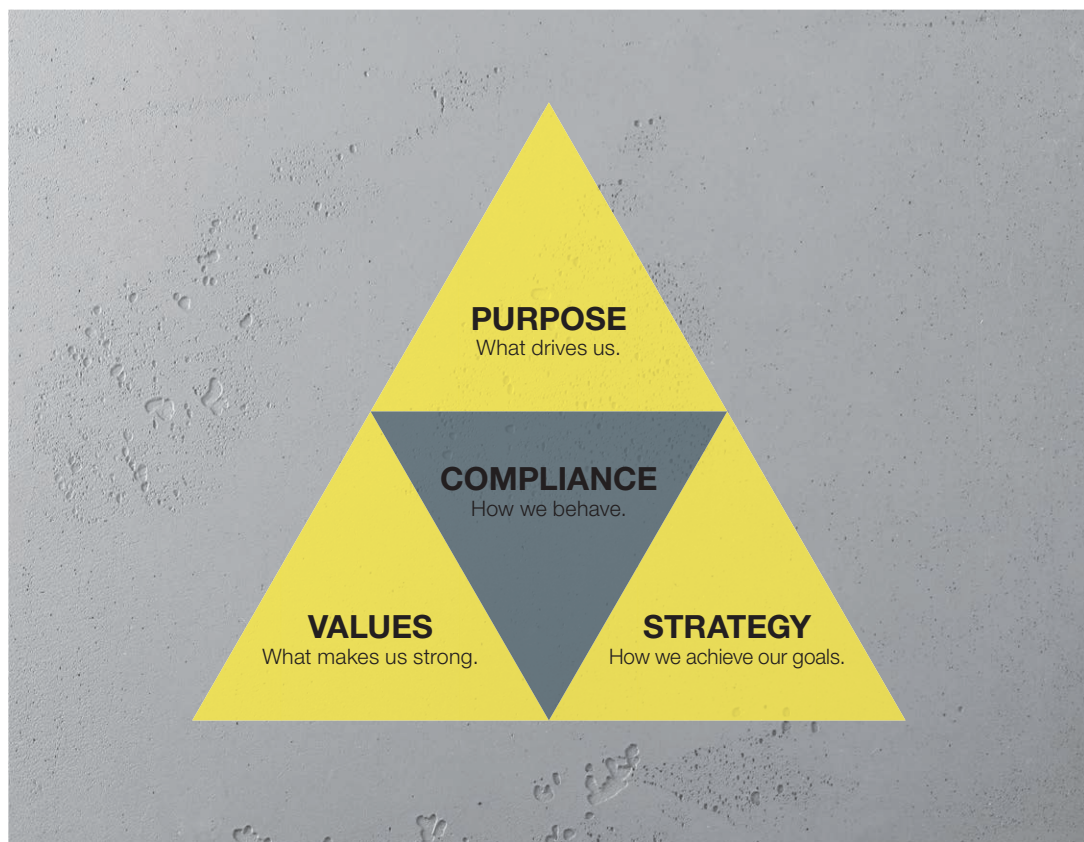 PURPOSE
What drives us.
COMPLIANCE
How we behave.
VALUES
What makes us strong.
STRATEGY
How we achieve our goals.